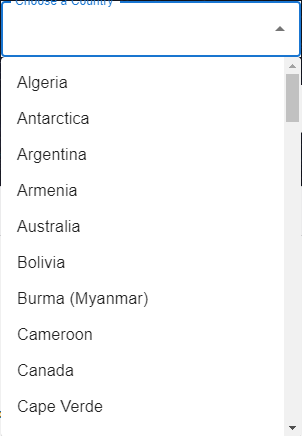 Choose a Country
Algeria
Antarctica
Argentina
Armenia
Australia
Bolivia
Burma (Myanmar)
Cameroon
Canada
Cape Verde